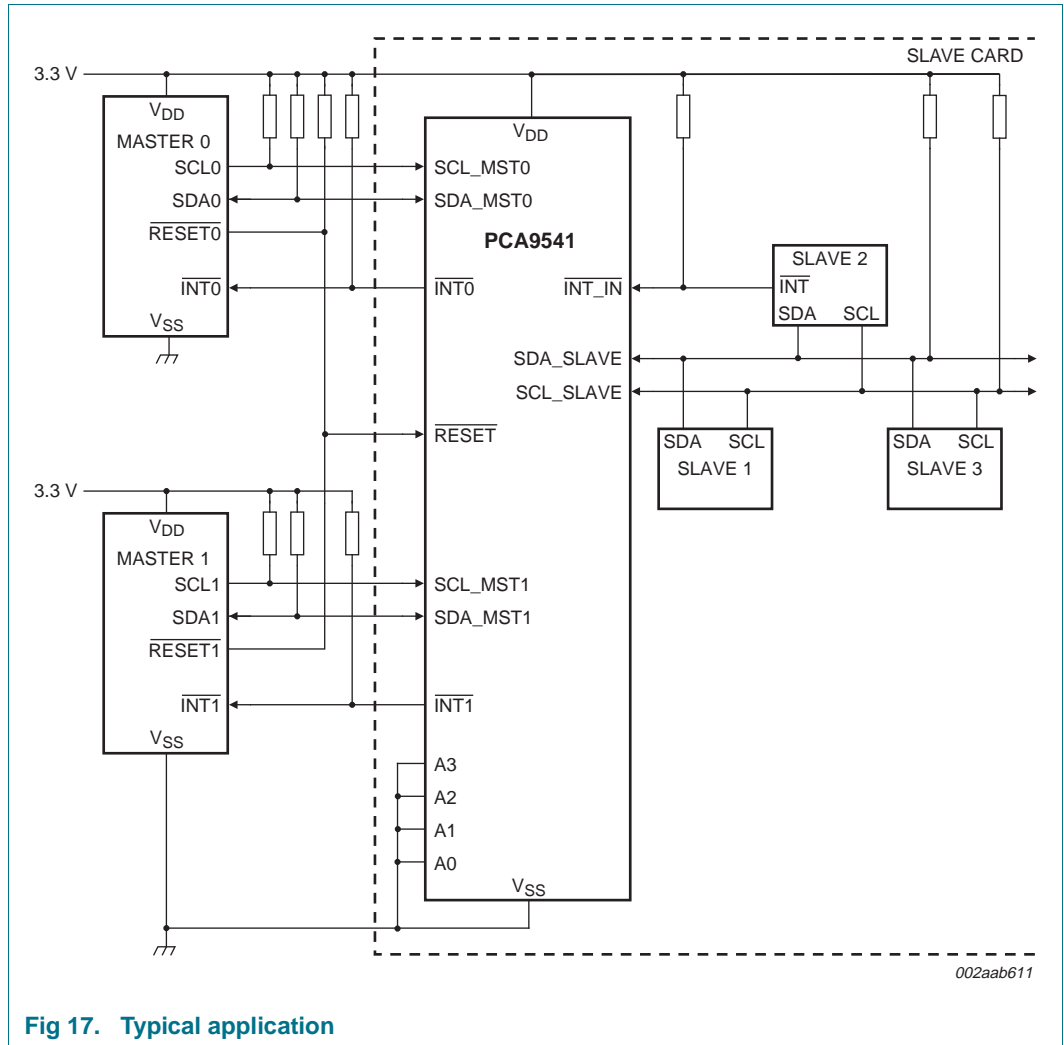 SLAVE CARD
3.3 V
VDD
MASTER 0
SCL0
SDA0
RESET0
INT0
VSS
VDD
SCL_MST0
SDA_MST0
PCA9541
INT0
INT_IN
SLAVE 2
INT
SDA SCL
SDA_SLAVE
SCL_SLAVE
RESET
SDA SCL
SLAVE 1
SDA SCL
SLAVE 3
3.3 V
VDD
MASTER 1
SCL1
SDA1
RESET1
INT1
VSS
SCL_MST1
SDA_MST1
INT1
A3
A2
A1
A0
VSS
002aab611
Fig 17. Typical application